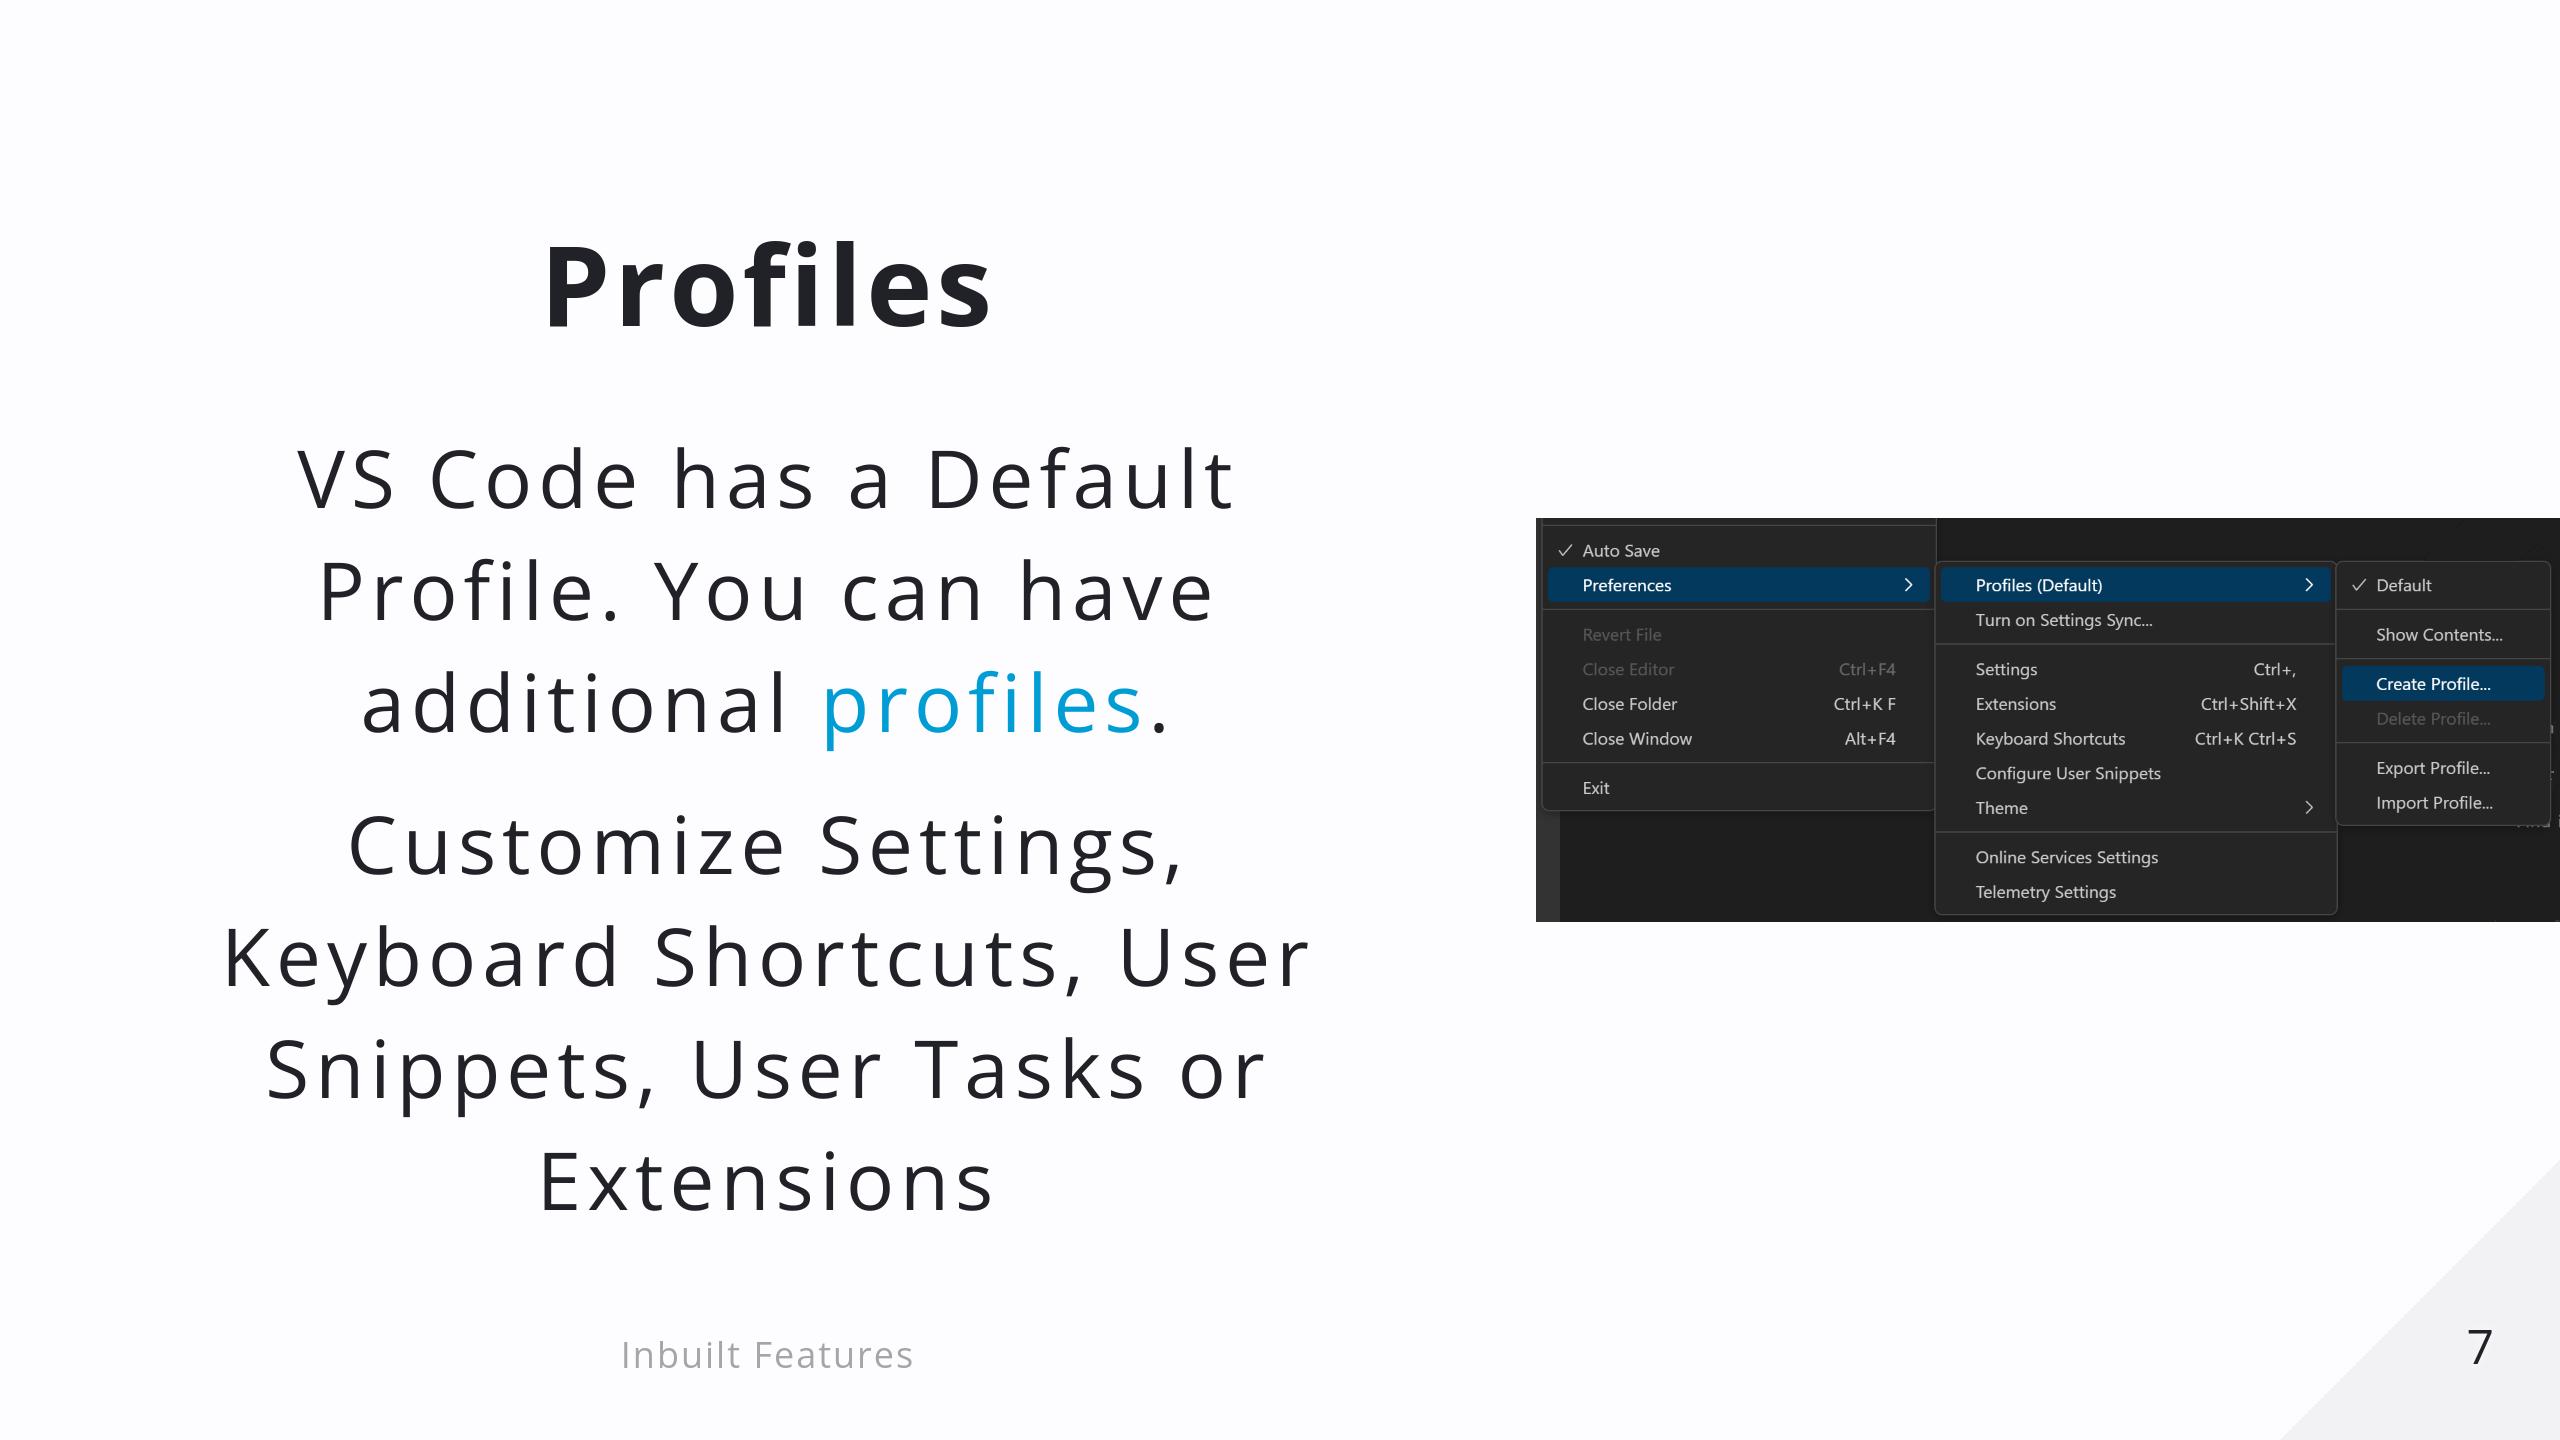 Profiles
VS Code has a Default
Profile. You can have
additional profiles.
Customize Settings,
Keyboard Shortcuts, User
Snippets, User Tasks or
Extensions
Auto Save
Preferences
Revert File
Close Editor Ctrl+F4
Close Folder Ctrl+K F
Close Window Alt+F4
Exit
Profiles (Default)
Turn on Settings Sync...
Settings Ctrl+,
Extensions Ctrl+Shift+X
Keyboard Shortcuts Ctrl+K Ctrl+S
Configure User Snippets
Theme
Online Services Settings
Telemetry Settings
Default
Show Contents...
Create Profile...
Delete Profile...
Export Profile...
Import Profile...
Inbuilt Features
7